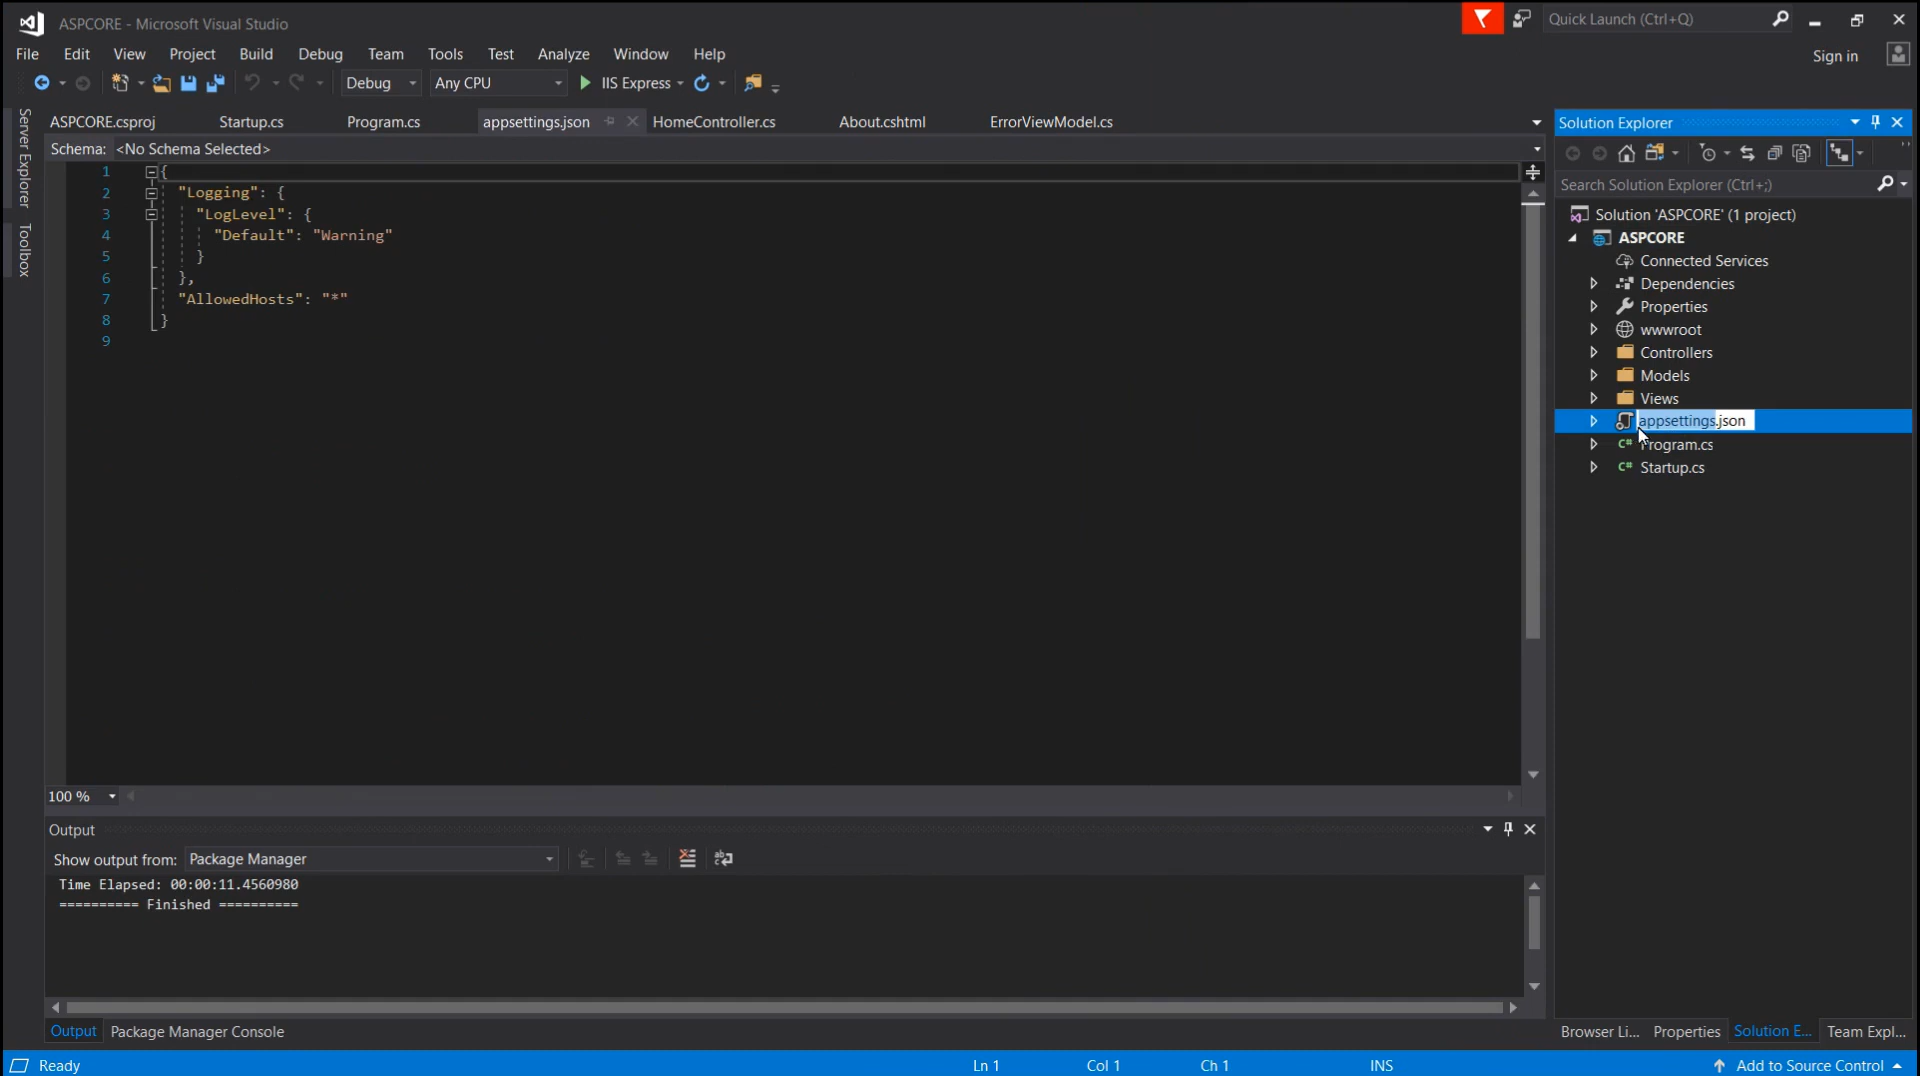 ASPCORE - Microsoft Visual Studio
Quick Launch (Ctrl+Q)
File Edit View Project Build Debug Team Tools Test Analyze Window Help
Sign in
Debug Any CPU IIS Express
Server Explorer
Toolbox
ASPCORE.csproj Startup.cs Program.cs appsettings.json HomeController.cs About.cshtml ErrorViewModel.cs
Schema: <No Schema Selected>
1 {
2 "Logging": {
3 "LogLevel": {
4 "Default": "Warning"
5 }
6 },
7 "AllowedHosts": "*"
8 }
9
100 %
Output
Show output from: Package Manager
Time Elapsed: 00:00:11.4560980
========== Finished ==========
Output Package Manager Console
Solution Explorer
Search Solution Explorer (Ctrl+;)
Solution 'ASPCORE' (1 project)
ASPCORE
Connected Services
Dependencies
Properties
wwwroot
Controllers
Models
Views
appsettings.json
C# Program.cs
C# Startup.cs
Browser Li... Properties Solution E... Team Expl...
Ready Ln 1 Col 1 Ch 1 INS Add to Source Control